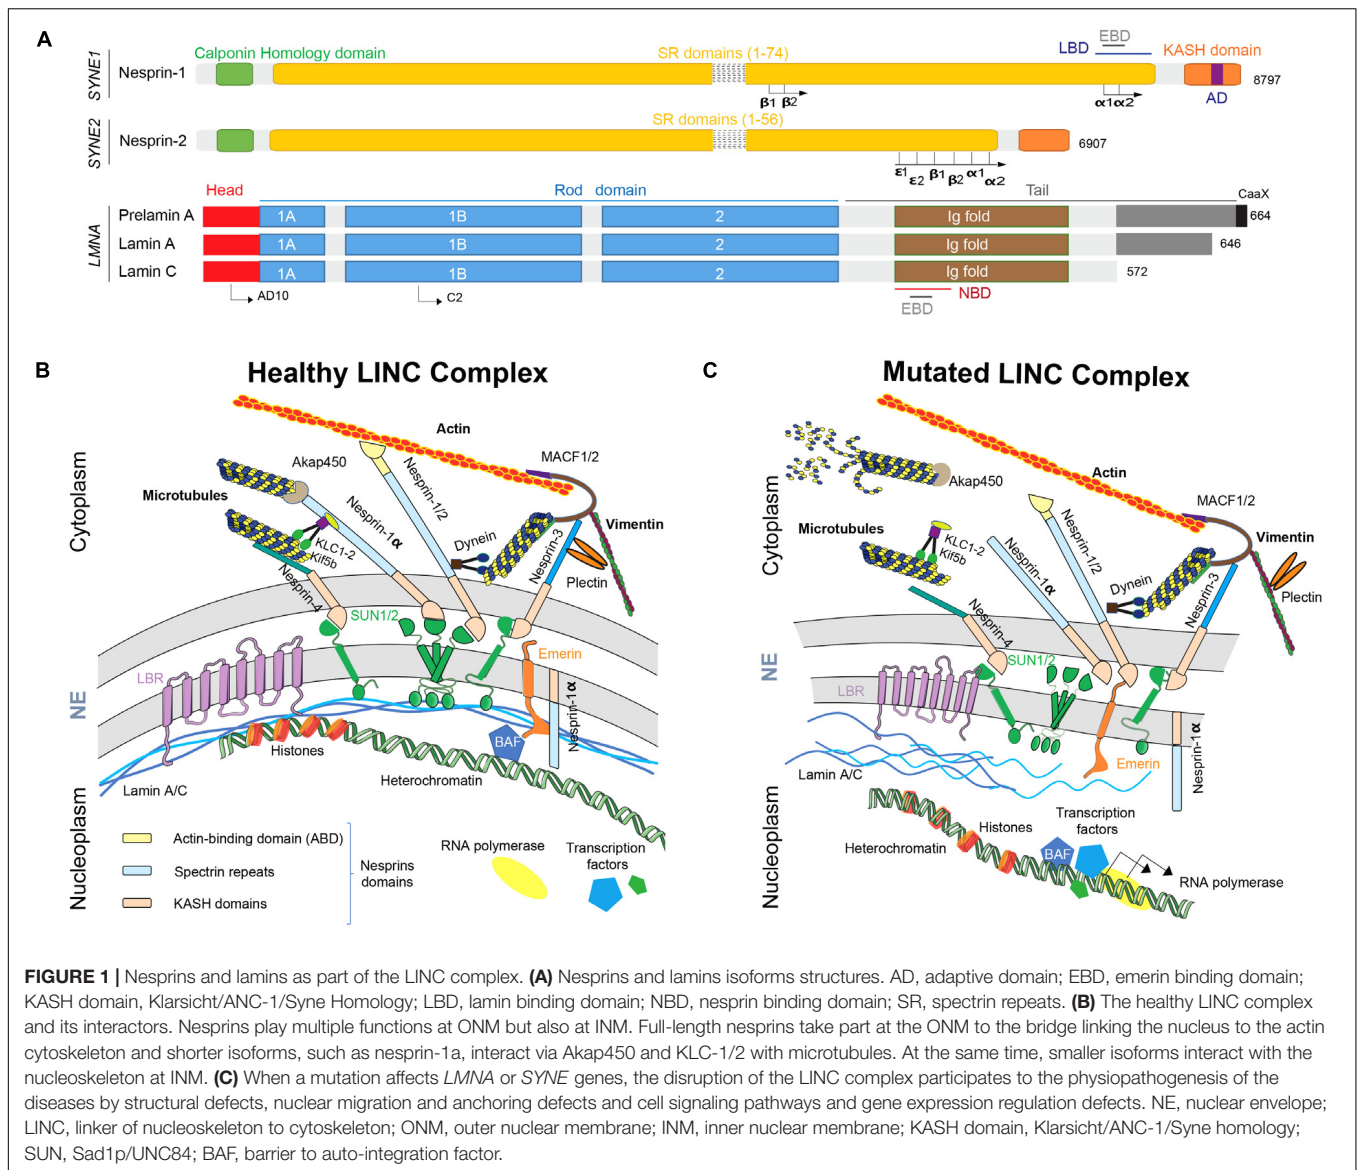 A
SYNE1
Calponin Homology domain
SR domains (1-74)
LBD
EBD
KASH domain
Nesprin-1
8797
β1 β2
α1α2
AD
SYNE2
SR domains (1-56)
Nesprin-2
6907
ε1 ε2 β1 β2 α1 α2
LMNA
Head
Rod domain
Tail
CaaX
Prelamin A
1A
1B
2
Ig fold
664
Lamin A
1A
1B
2
Ig fold
646
Lamin C
1A
1B
2
Ig fold
572
AD10
C2
NBD
EBD
B
Healthy LINC Complex
Cytoplasm
NE
Nucleoplasm
Actin
MACF1/2
Akap450
Nesprin-1/2
Microtubules
Nesprin-1α
Vimentin
KLC1-2
Kif5b
Dynein
Nesprin-3
Plectin
Nesprin-4
SUN1/2
Emerin
LBR
Nesprin-1α
BAF
Histones
Heterochromatin
Lamin A/C
Actin-binding domain (ABD)
Spectrin repeats
KASH domains
Nesprins
domains
RNA polymerase
Transcription
factors
C
Mutated LINC Complex
Cytoplasm
NE
Nucleoplasm
Actin
Akap450
MACF1/2
Microtubules
KLC1-2
Kif5b
Nesprin-1/2
Nesprin-1α
Vimentin
Dynein
Nesprin-3
Plectin
Nesprin-4
SUN1/2
LBR
Emerin
Nesprin-1α
Lamin A/C
Histones
Transcription
factors
Heterochromatin
BAF
RNA polymerase
FIGURE 1 | Nesprins and lamins as part of the LINC complex. (A) Nesprins and lamins isoforms structures. AD, adaptive domain; EBD, emerin binding domain;
KASH domain, Klarsicht/ANC-1/Syne Homology; LBD, lamin binding domain; NBD, nesprin binding domain; SR, spectrin repeats. (B) The healthy LINC complex
and its interactors. Nesprins play multiple functions at ONM but also at INM. Full-length nesprins take part at the ONM to the bridge linking the nucleus to the actin
cytoskeleton and shorter isoforms, such as nesprin-1a, interact via Akap450 and KLC-1/2 with microtubules. At the same time, smaller isoforms interact with the
nucleoskeleton at INM. (C) When a mutation affects LMNA or SYNE genes, the disruption of the LINC complex participates to the physiopathogenesis of the
diseases by structural defects, nuclear migration and anchoring defects and cell signaling pathways and gene expression regulation defects. NE, nuclear envelope;
LINC, linker of nucleoskeleton to cytoskeleton; ONM, outer nuclear membrane; INM, inner nuclear membrane; KASH domain, Klarsicht/ANC-1/Syne homology;
SUN, Sad1p/UNC84; BAF, barrier to auto-integration factor.